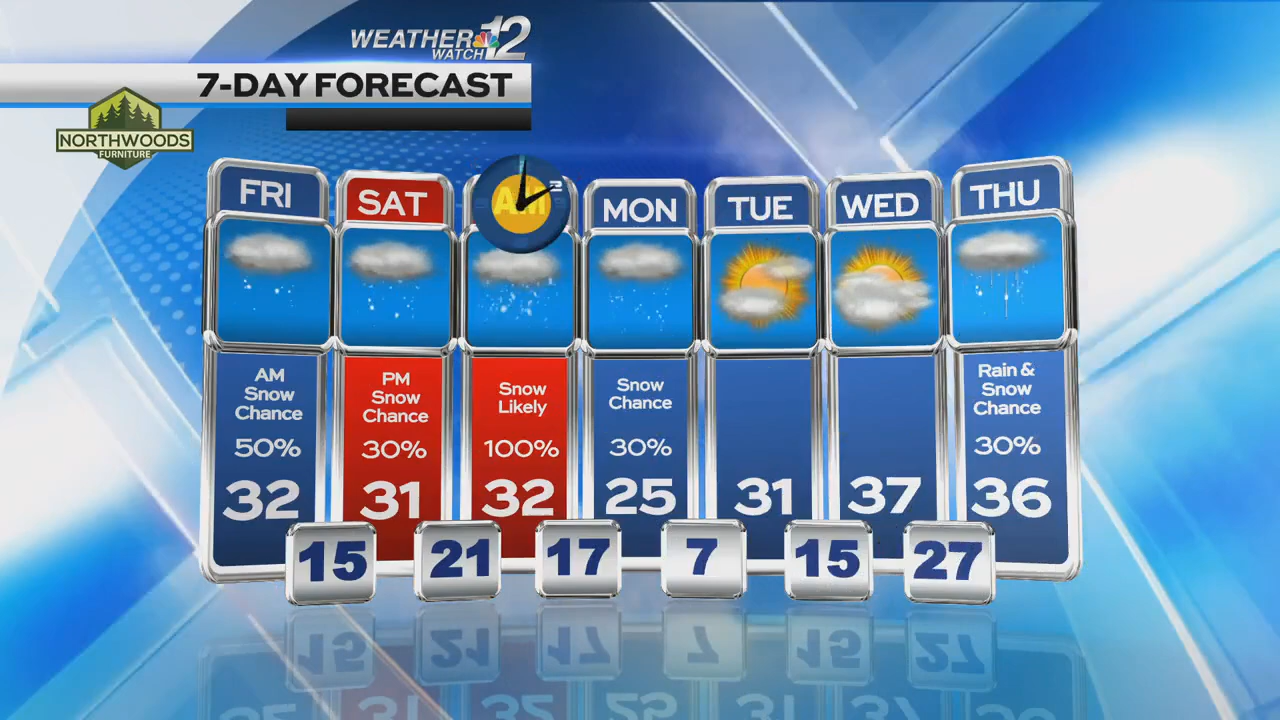 WEATHER
WATCH 12
7-DAY FORECAST
NORTHWOODS
FURNITURE
FRI
SAT
MON
TUE
WED
THU
AM
Snow
Chance
50%
32
PM
Snow
Chance
30%
31
Snow
Likely
100%
32
Snow
Chance
30%
25
31
37
Rain &
Snow
Chance
30%
36
15
21
17
7
15
27